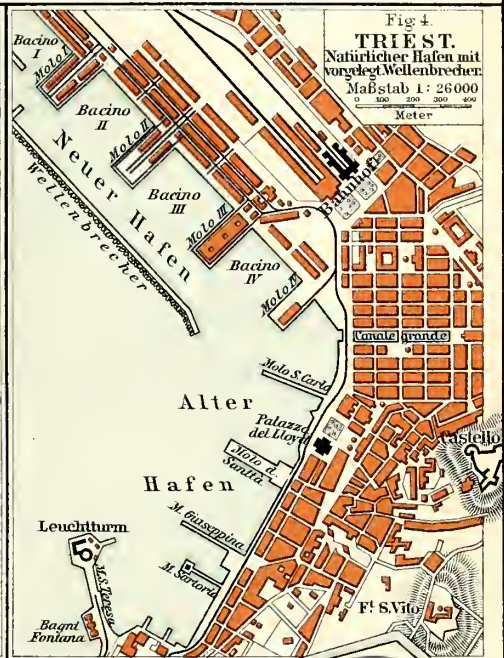 Fig. 4.
TRIEST.
Natürlicher Hafen mit
vorgelegt. Wellenbrecher.
Maßstab 1 : 26000
0 100 200 300 400
Meter
Bacino
I
Molo I
Bacino
II
Molo II
Bacino
III
Molo III
Bacino
IV
Molo IV
Neuer Hafen
Wellenbrecher
Bahnhof
Canale grande
Molo S. Carlo
Alter
Hafen
Palazzo
del Lloyd
Molo d.
Sanità
Castello
M. Giuseppina
M. Sartorio
Leuchtturm
M. S. Teresa
Bagni
Fontana
Ft. S. Vito